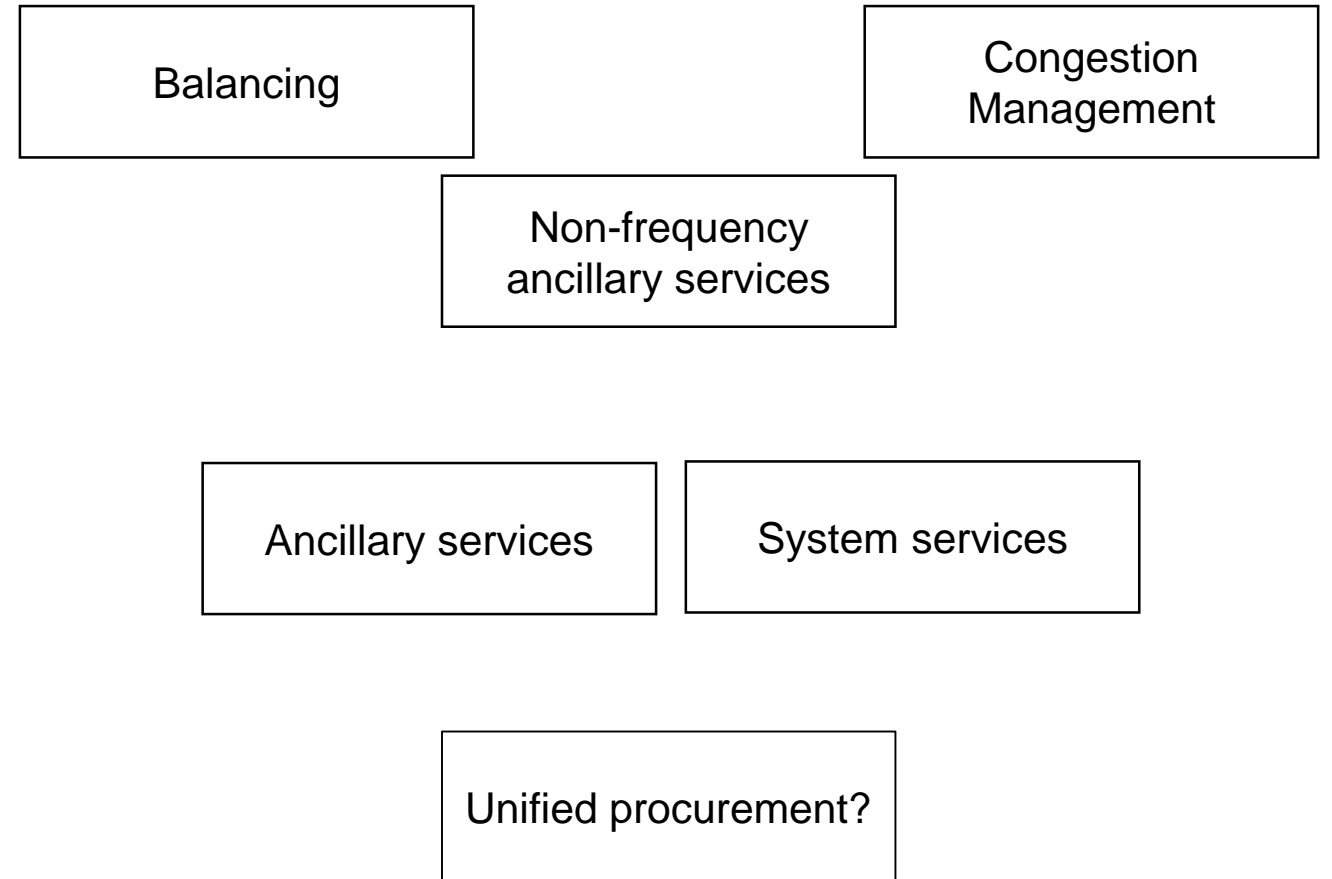 Balancing
Congestion
Management
Non-frequency
ancillary services
Ancillary services
System services
Unified procurement?